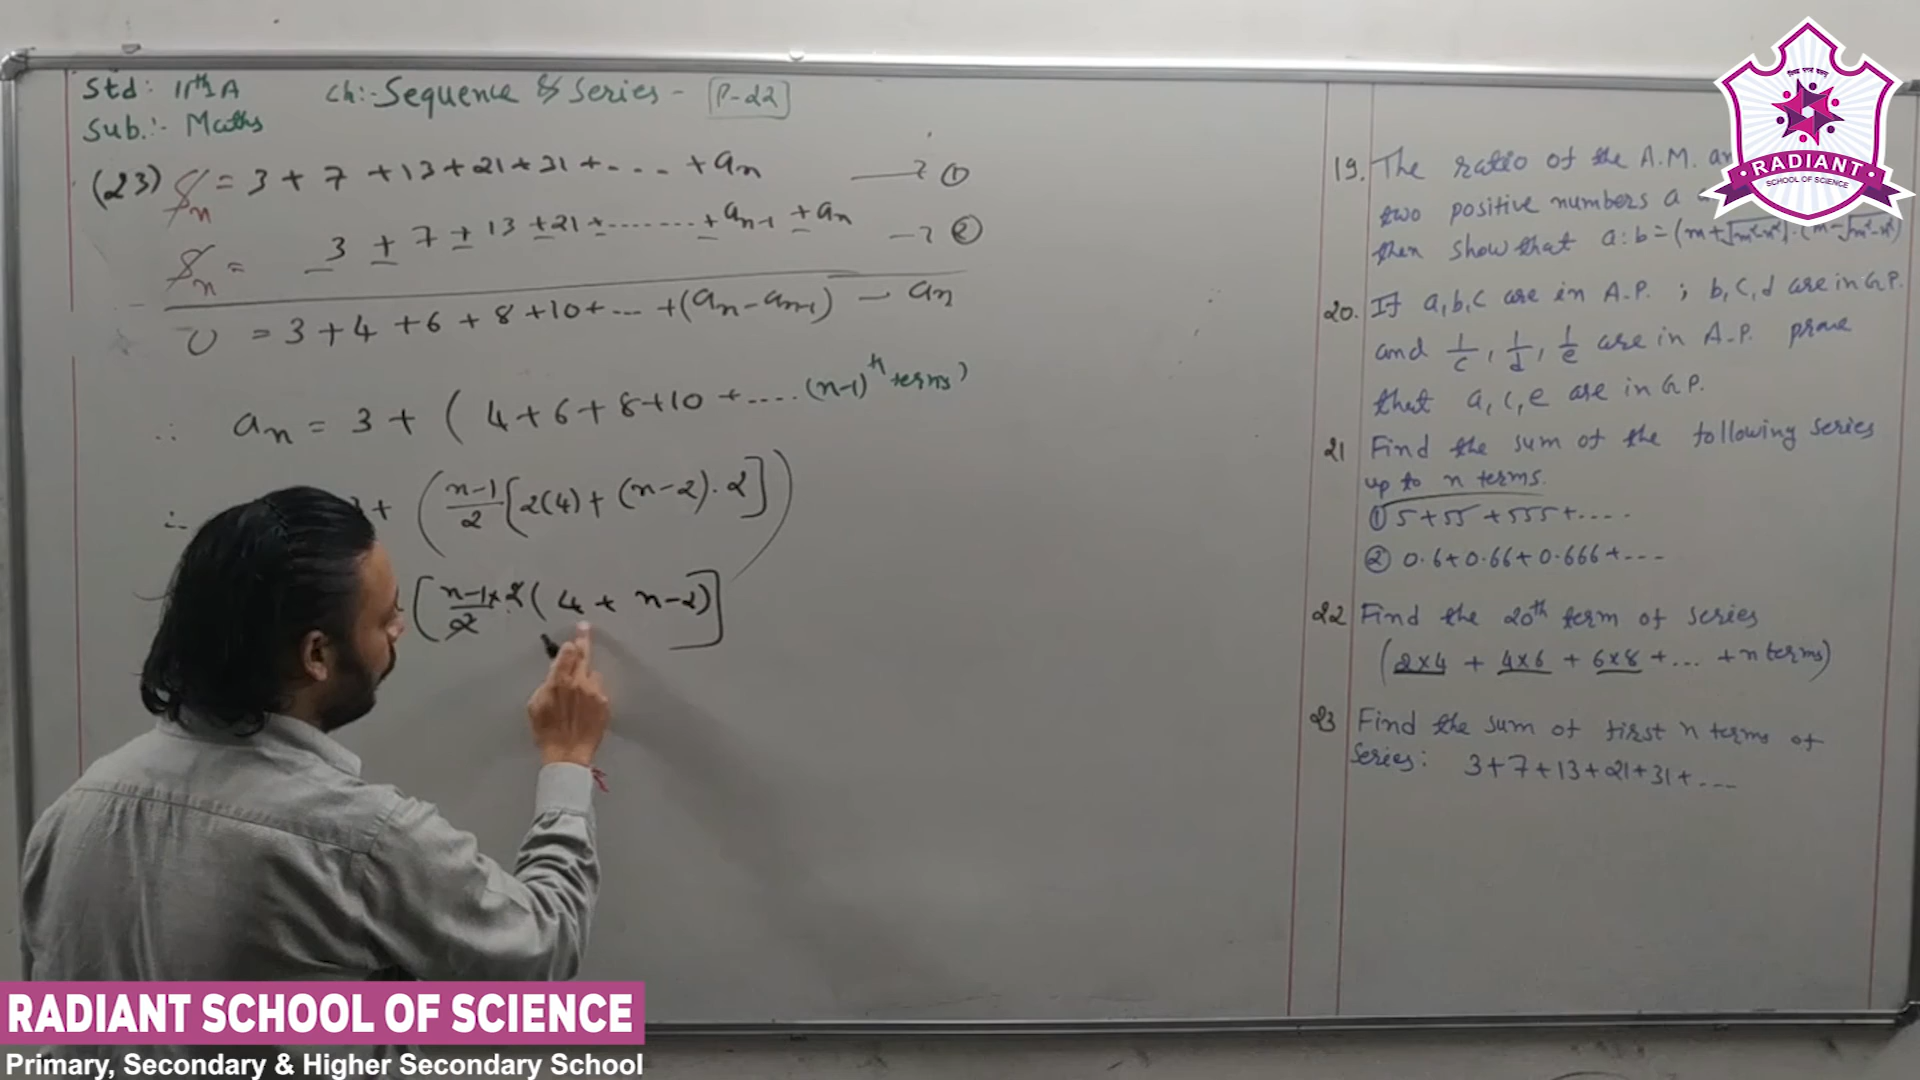 Std: 11th A Ch:- Sequence & Series - P-22
Sub.:- Maths
(23) Sn = 3 + 7 + 13 + 21 + 31 + .... + an → ①
Sn = 3 + 7 + 13 + 21 + ........ + an-1 + an → ②
0 = 3 + 4 + 6 + 8 + 10 + ... + (an - an-1) - an
∴ an = 3 + ( 4 + 6 + 8 + 10 + .... (n-1)th terms)
∴ 3 + ( n-1/2 [ 2(4) + (n-2).2 ] )
[ n-1/2 × 2 ( 4 + n-2) ]
19. The ratio of the A.M.
two positive numbers a
then show that a:b = (m+√m²-n²) : (m-√m²-n²)
20. If a,b,c are in A.P. ; b,c,d are in G.P.
and 1/c, 1/d, 1/e are in A.P. prove
that a,c,e are in G.P.
21 Find the sum of the following series
up to n terms.
① 5+55+555+....
② 0.6+0.66+0.666+---
22 Find the 20th term of series
(2×4 + 4×6 + 6×8 + ... + n terms)
23 Find the sum of first n terms of
series: 3+7+13+21+31+....
RADIANT
SCHOOL OF SCIENCE
RADIANT SCHOOL OF SCIENCE
Primary, Secondary & Higher Secondary School